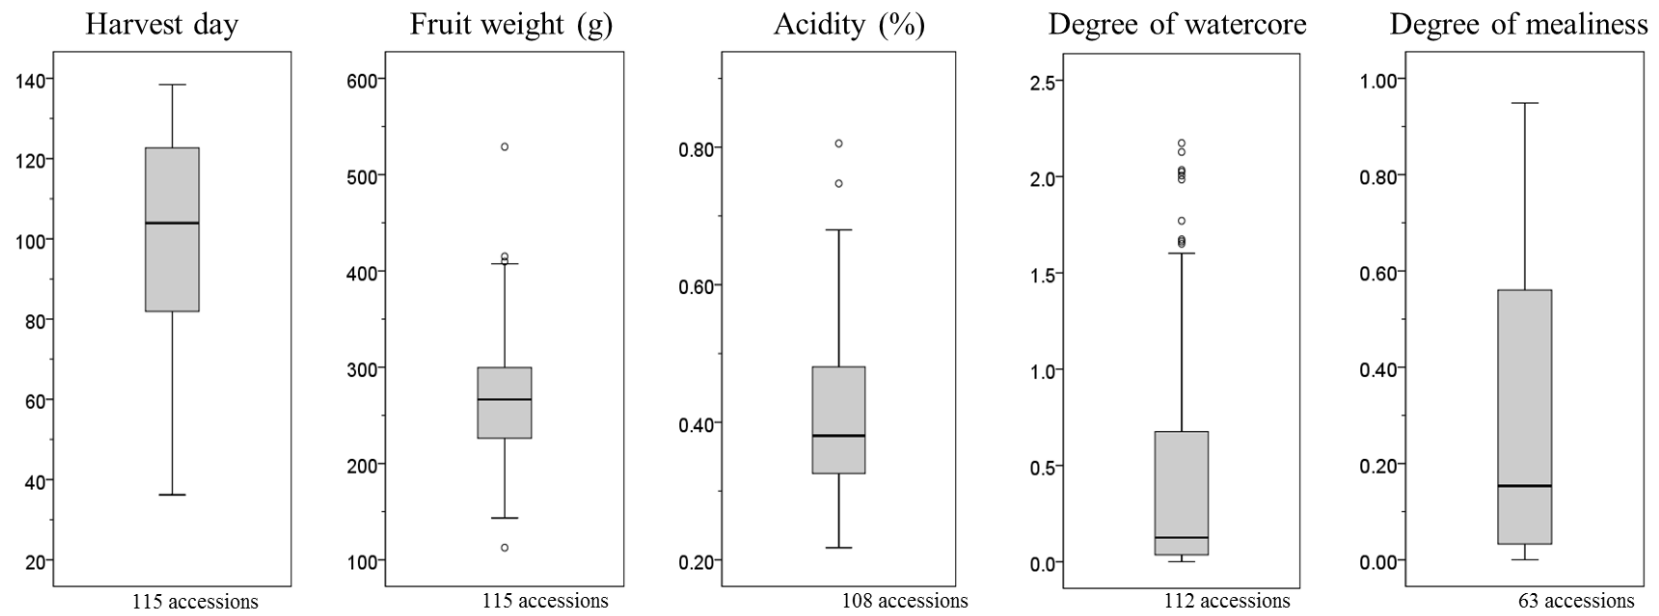 Harvest day
140
120
100
80
60
40
20
115 accessions
Fruit weight (g)
600
500
400
300
200
100
115 accessions
Acidity (%)
0.80
0.60
0.40
0.20
108 accessions
Degree of watercore
2.5
2.0
1.5
1.0
0.5
0.0
112 accessions
Degree of mealiness
1.00
0.80
0.60
0.40
0.20
0.00
63 accessions